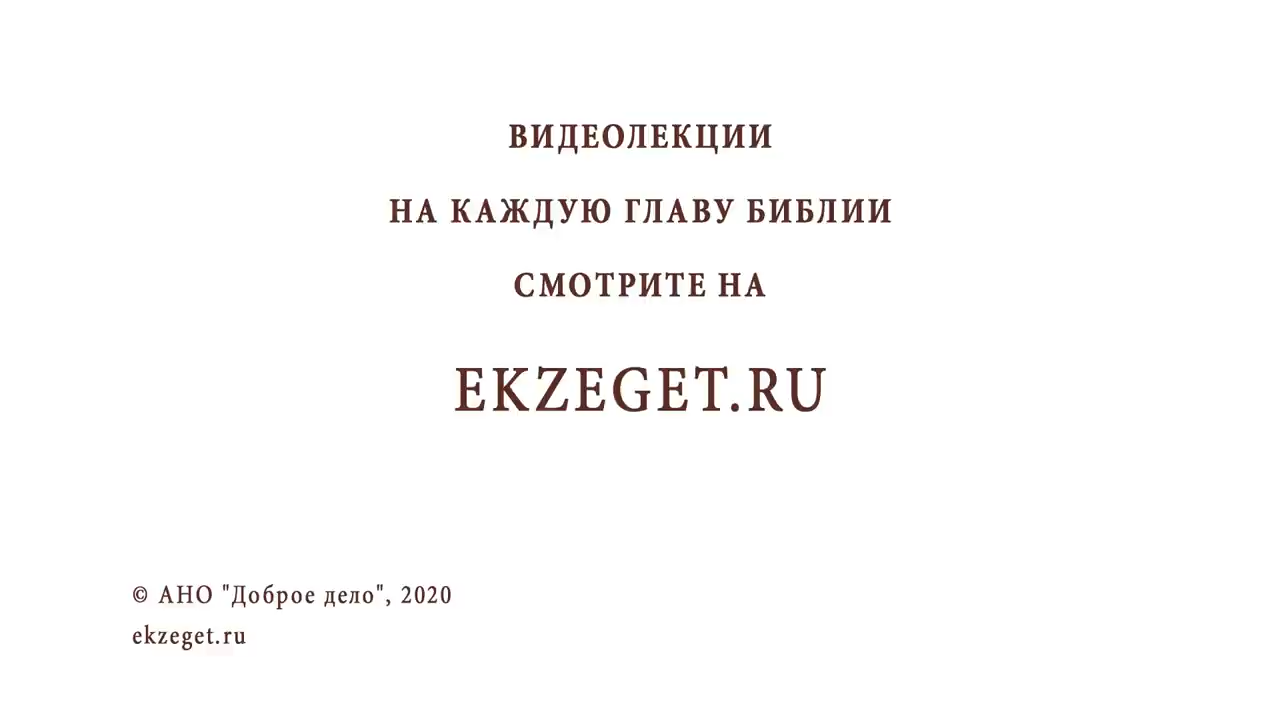 ВИДЕОЛЕКЦИИ
НА КАЖДУЮ ГЛАВУ БИБЛИИ
СМОТРИТЕ НА
EKZEGET.RU
© АНО "Доброе дело", 2020
ekzeget.ru